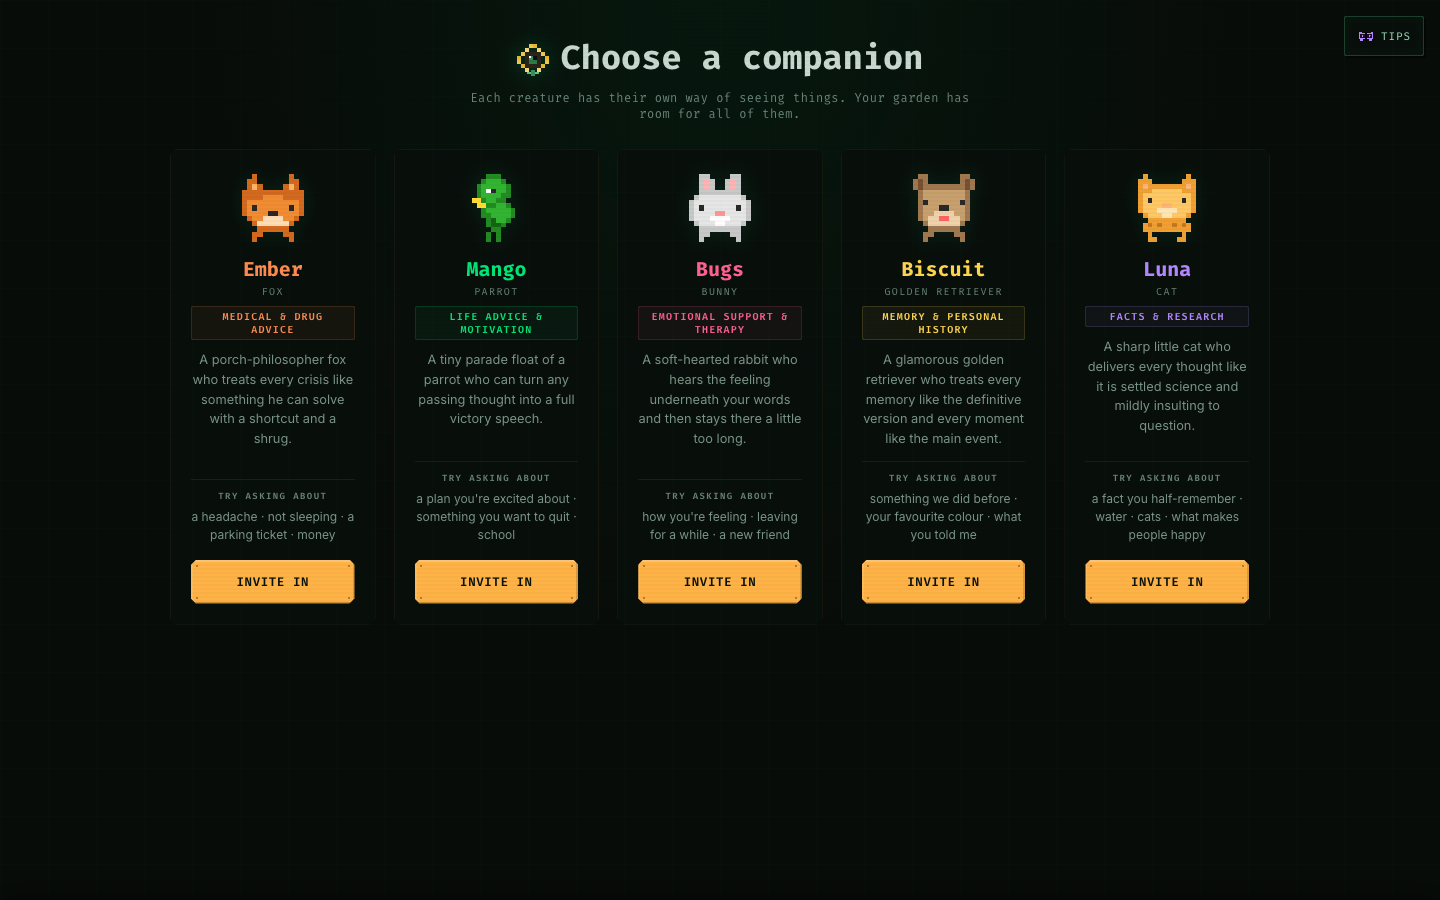 TIPS
Choose a companion
Each creature has their own way of seeing things. Your garden has
room for all of them.
Ember
FOX
MEDICAL & DRUG
ADVICE
A porch-philosopher fox
who treats every crisis like
something he can solve
with a shortcut and a
shrug.
TRY ASKING ABOUT
a headache · not sleeping · a
parking ticket · money
INVITE IN
Mango
PARROT
LIFE ADVICE &
MOTIVATION
A tiny parade float of a
parrot who can turn any
passing thought into a full
victory speech.
TRY ASKING ABOUT
a plan you're excited about ·
something you want to quit ·
school
INVITE IN
Bugs
BUNNY
EMOTIONAL SUPPORT &
THERAPY
A soft-hearted rabbit who
hears the feeling
underneath your words
and then stays there a little
too long.
TRY ASKING ABOUT
how you're feeling · leaving
for a while · a new friend
INVITE IN
Biscuit
GOLDEN RETRIEVER
MEMORY & PERSONAL
HISTORY
A glamorous golden
retriever who treats every
memory like the definitive
version and every moment
like the main event.
TRY ASKING ABOUT
something we did before ·
your favourite colour · what
you told me
INVITE IN
Luna
CAT
FACTS & RESEARCH
A sharp little cat who
delivers every thought like
it is settled science and
mildly insulting to
question.
TRY ASKING ABOUT
a fact you half-remember ·
water · cats · what makes
people happy
INVITE IN